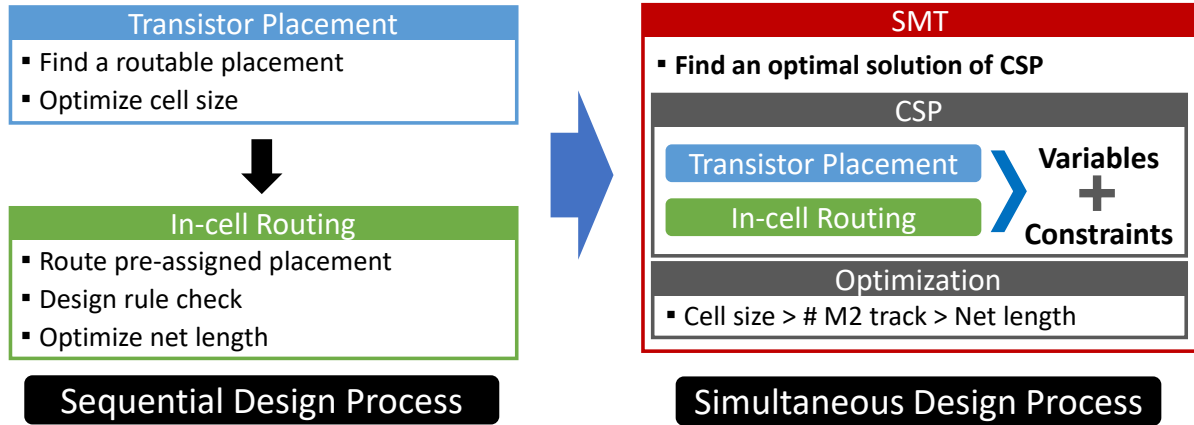 Transistor Placement
▪ Find a routable placement
▪ Optimize cell size
In-cell Routing
▪ Route pre-assigned placement
▪ Design rule check
▪ Optimize net length
Sequential Design Process
SMT
▪ Find an optimal solution of CSP
CSP
Transistor Placement
In-cell Routing
Variables
+
Constraints
Optimization
▪ Cell size > # M2 track > Net length
Simultaneous Design Process